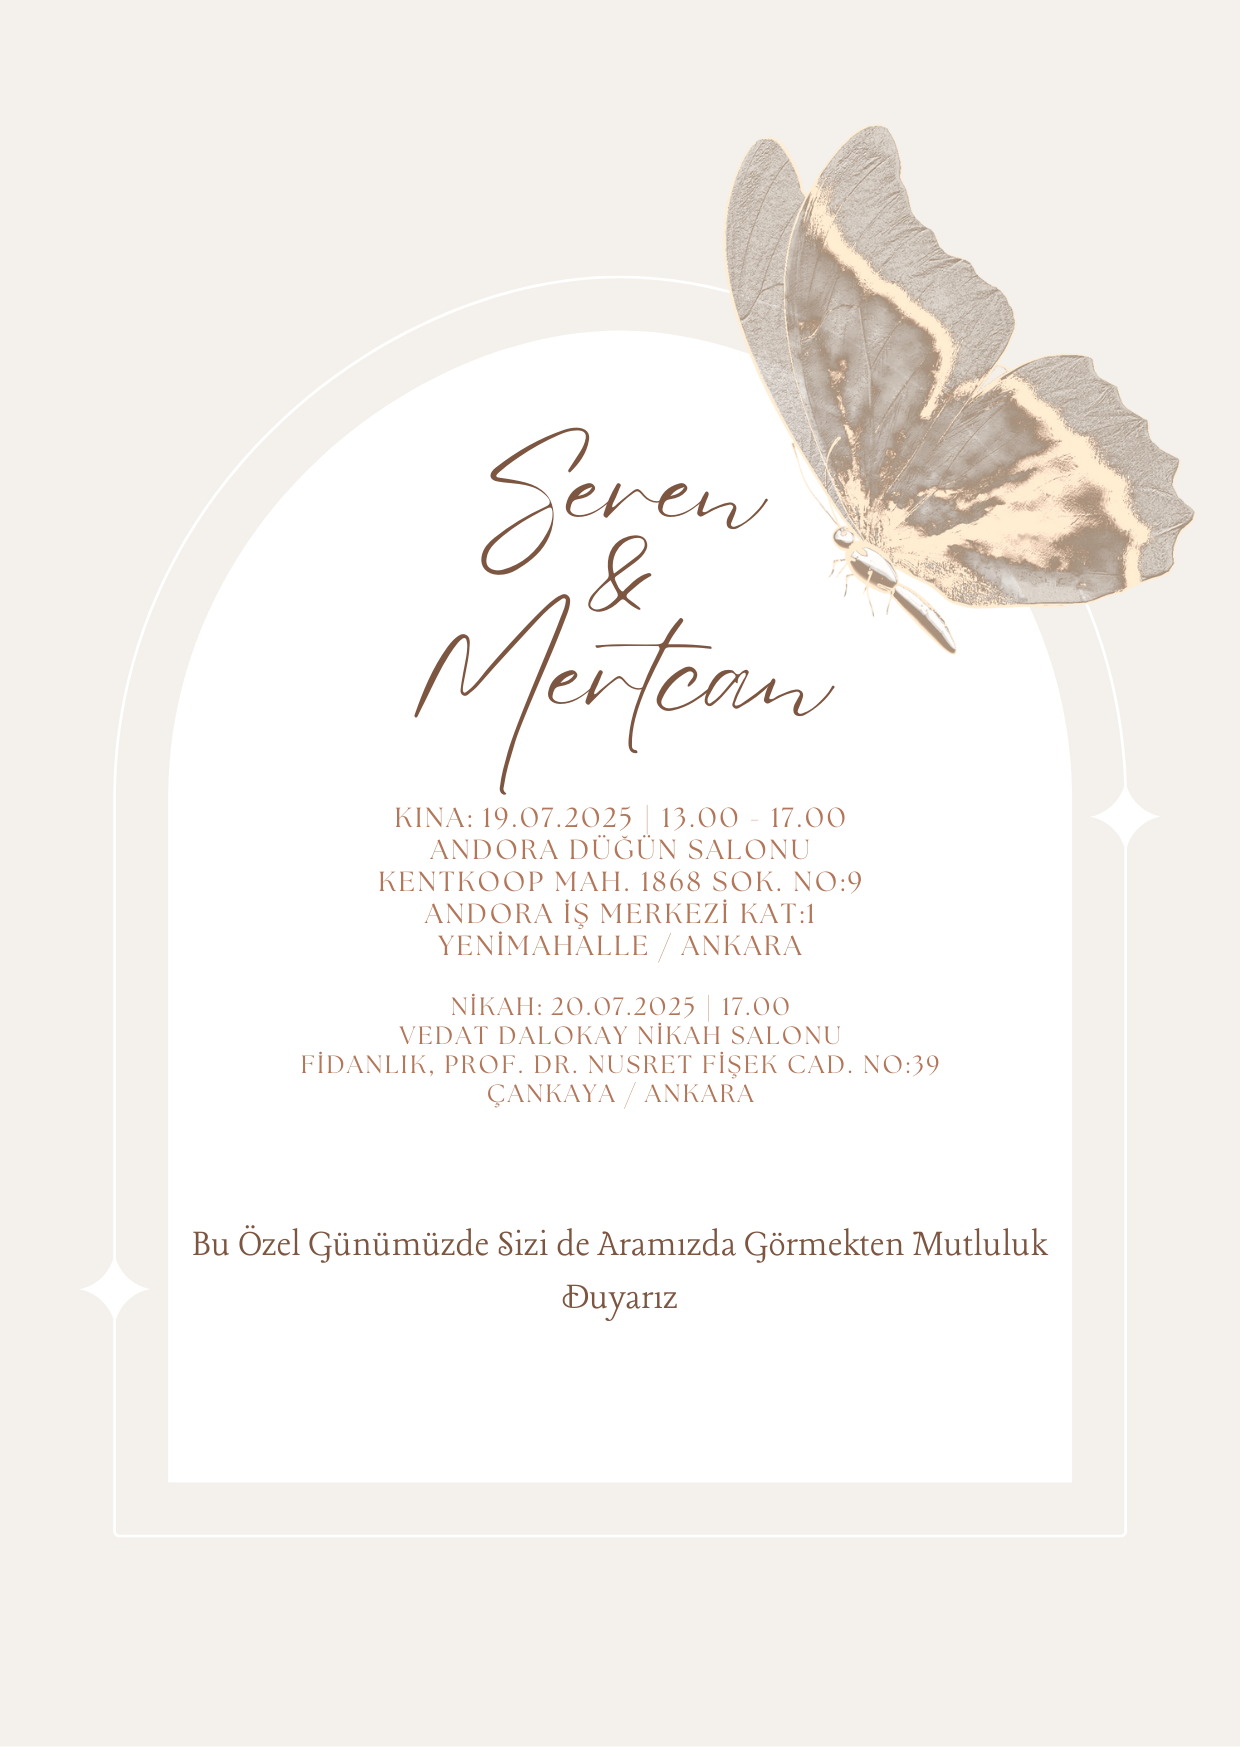 Seren
&
Mertcan
KINA: 19.07.2025 | 13.00 - 17.00
ANDORA DÜĞÜN SALONU
KENTKOOP MAH. 1868 SOK. NO:9
ANDORA İŞ MERKEZİ KAT:1
YENİMAHALLE / ANKARA
NİKAH: 20.07.2025 | 17.00
VEDAT DALOKAY NİKAH SALONU
FİDANLIK, PROF. DR. NUSRET FİŞEK CAD. NO:39
ÇANKAYA / ANKARA
Bu Özel Günümüzde Sizi de Aramızda Görmekten Mutluluk
Duyarız